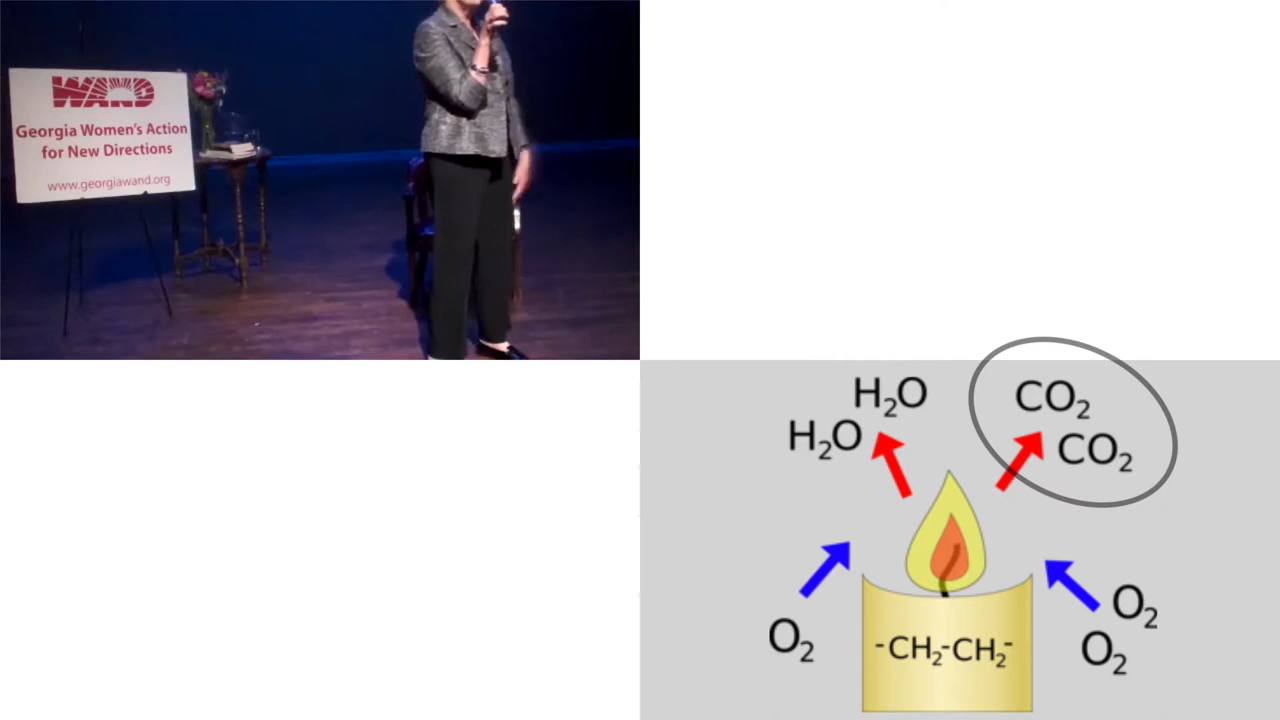 WAND
Georgia Women's Action
for New Directions
www.georgiawand.org
H₂O
CO₂
H₂O
CO₂
O₂
O₂
O₂
-CH₂-CH₂-